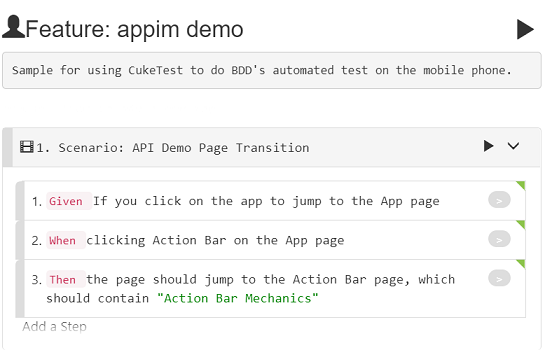 Feature: appim demo
Sample for using CukeTest to do BDD's automated test on the mobile phone.
1. Scenario: API Demo Page Transition
1. Given If you click on the app to jump to the App page >
2. When clicking Action Bar on the App page >
3. Then the page should jump to the Action Bar page, which >
should contain "Action Bar Mechanics"
Add a Step